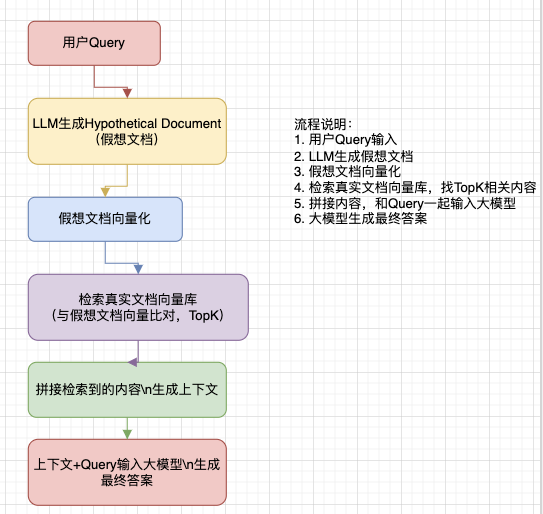 用户Query
LLM生成Hypothetical Document
（假想文档）
假想文档向量化
检索真实文档向量库
（与假想文档向量比对，TopK）
拼接检索到的内容\n生成上下文
上下文+Query输入大模型\n生成
最终答案
流程说明：
1. 用户Query输入
2. LLM生成假想文档
3. 假想文档向量化
4. 检索真实文档向量库，找TopK相关内容
5. 拼接内容，和Query一起输入大模型
6. 大模型生成最终答案